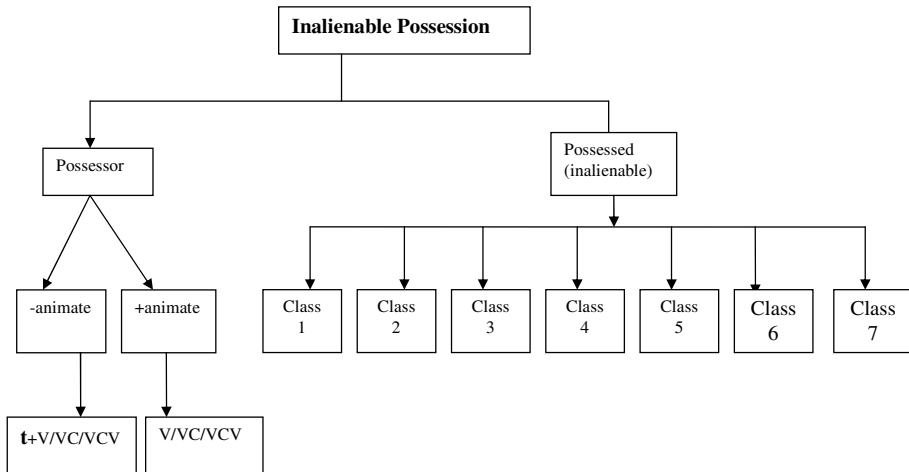 Inalienable Possession
Possessor
Possessed
(inalienable)
-animate
+animate
Class
1
Class
2
Class
3
Class
4
Class
5
Class
6
Class
7
t+V/VC/VCV
V/VC/VCV